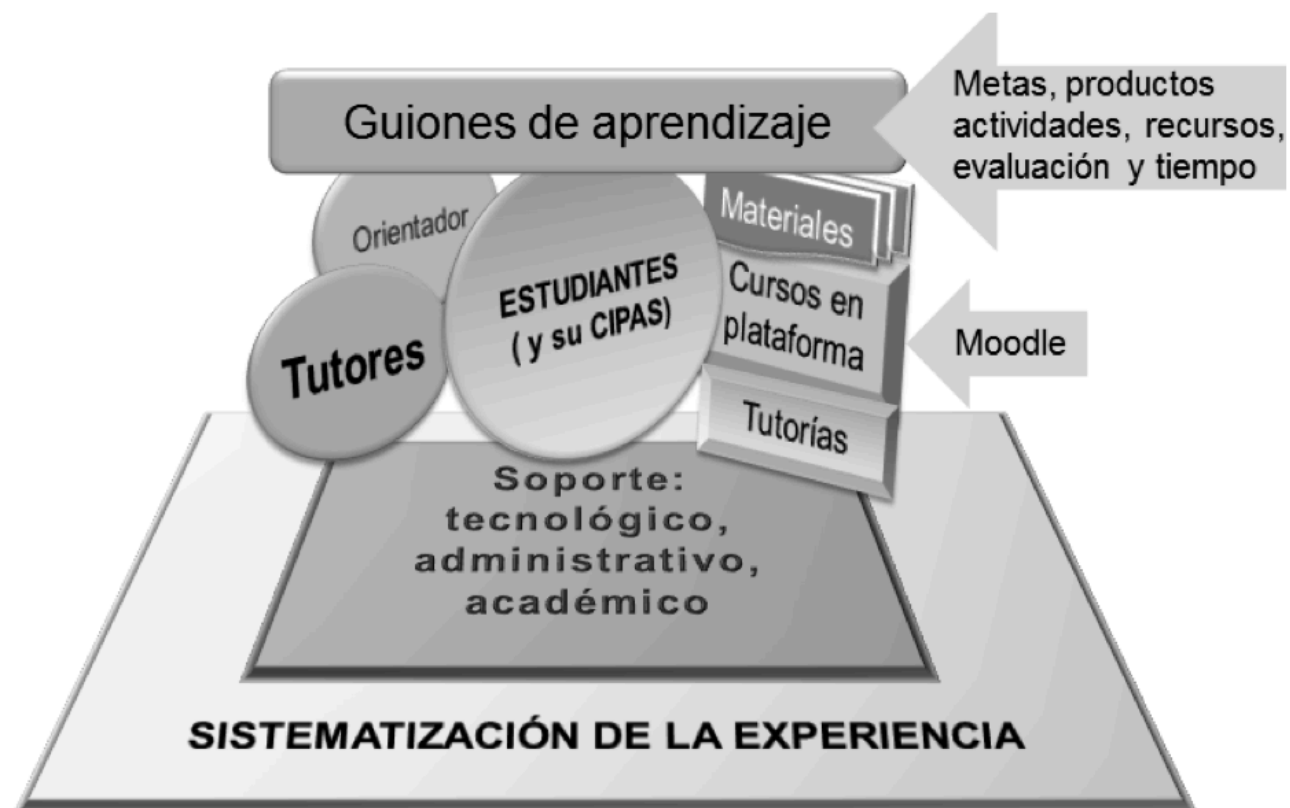 Guiones de aprendizaje
Metas, productos
actividades, recursos,
evaluación y tiempo
Orientador
Tutores
ESTUDIANTES
( y su CIPAS)
Materiales
Cursos en
plataforma
Tutorías
Moodle
Soporte:
tecnológico,
administrativo,
académico
SISTEMATIZACIÓN DE LA EXPERIENCIA